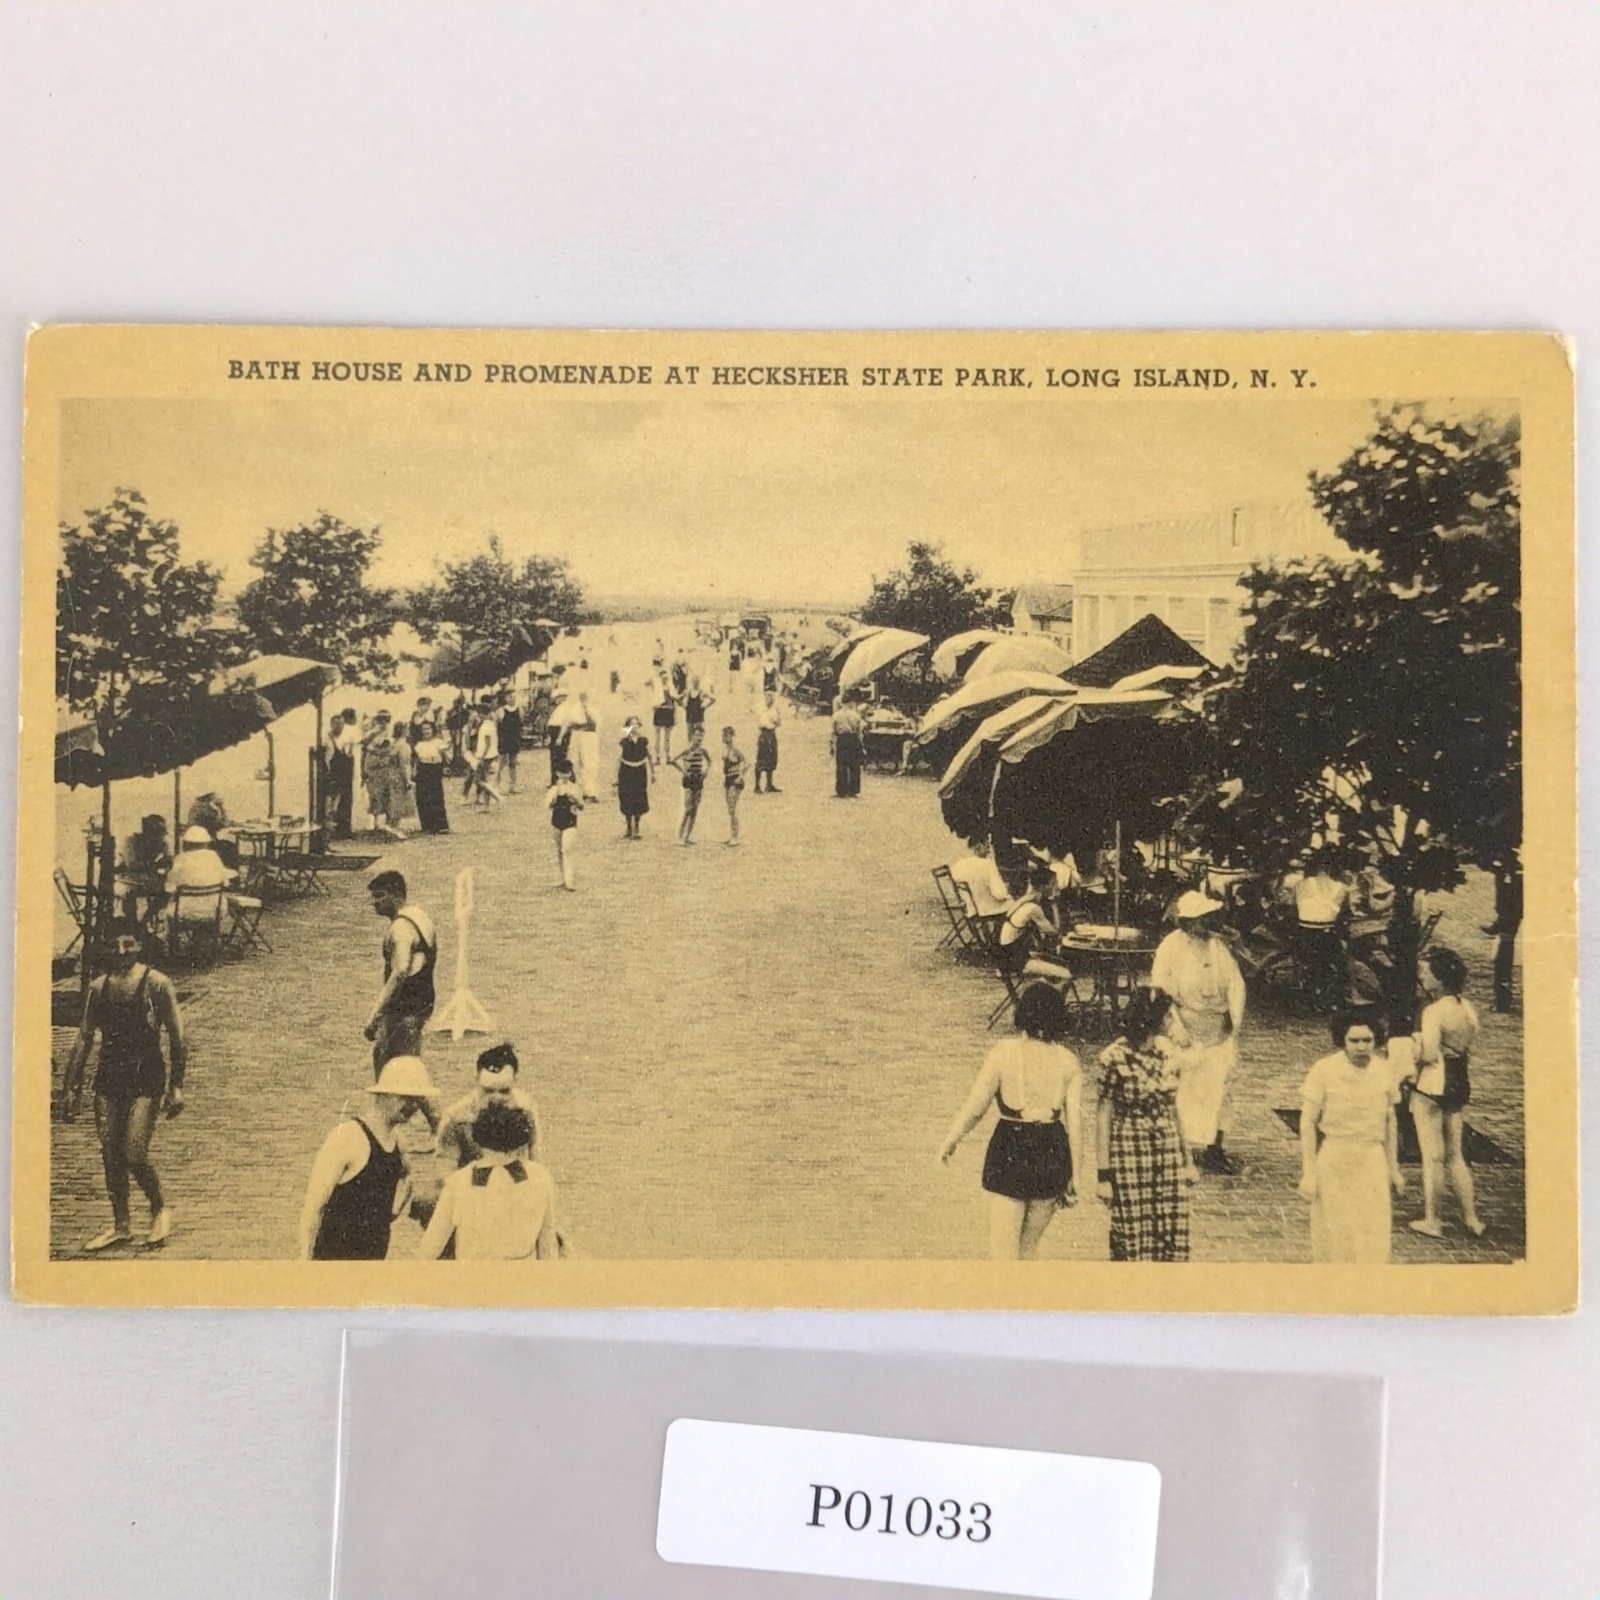 BATH HOUSE AND PROMENADE AT HECKSHER STATE PARK, LONG ISLAND, N. Y.
P01033